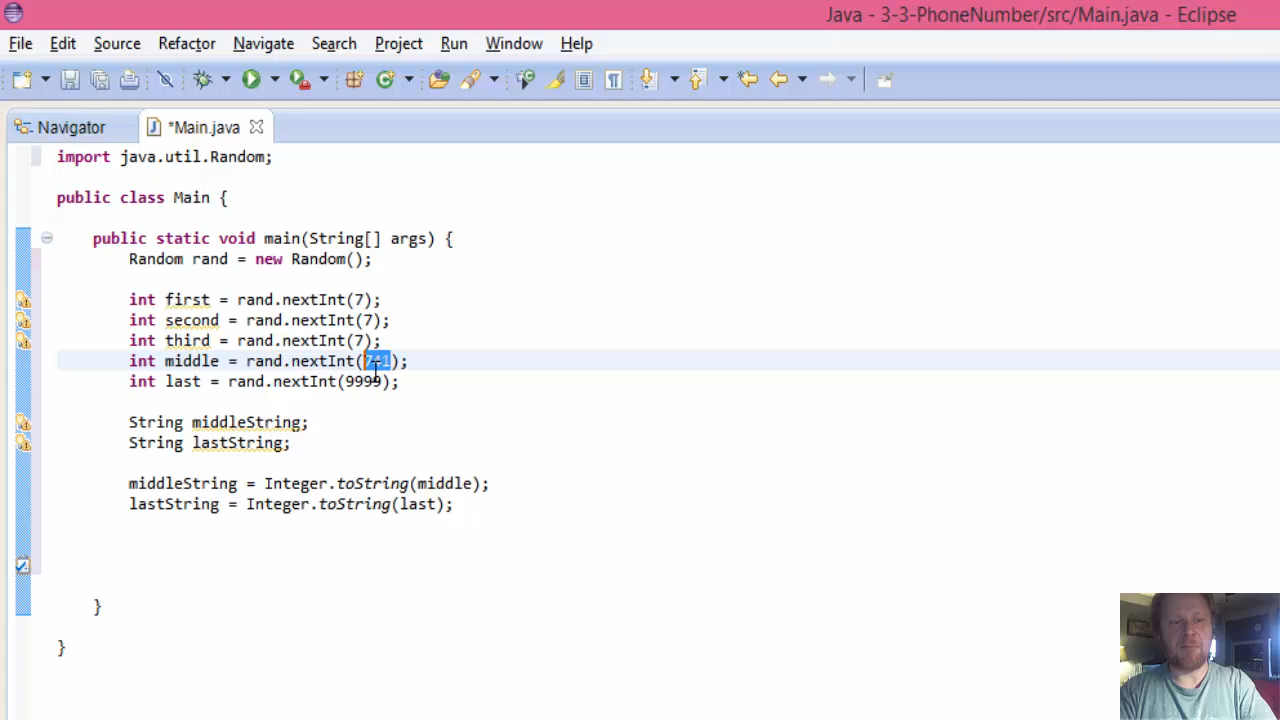 Java - 3-3-PhoneNumber/src/Main.java - Eclipse
File Edit Source Refactor Navigate Search Project Run Window Help
Navigator *Main.java
import java.util.Random;
public class Main {
public static void main(String[] args) {
Random rand = new Random();
int first = rand.nextInt(7);
int second = rand.nextInt(7);
int third = rand.nextInt(7);
int middle = rand.nextInt(741);
int last = rand.nextInt(9999);
String middleString;
String lastString;
middleString = Integer.toString(middle);
lastString = Integer.toString(last);
}
}